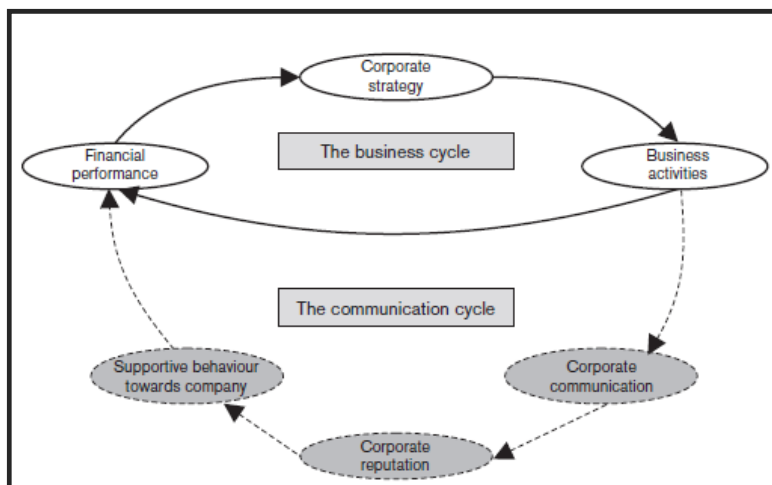 Corporate
strategy
The business cycle
Financial
performance
Business
activities
The communication cycle
Supportive behaviour
towards company
Corporate
communication
Corporate
reputation